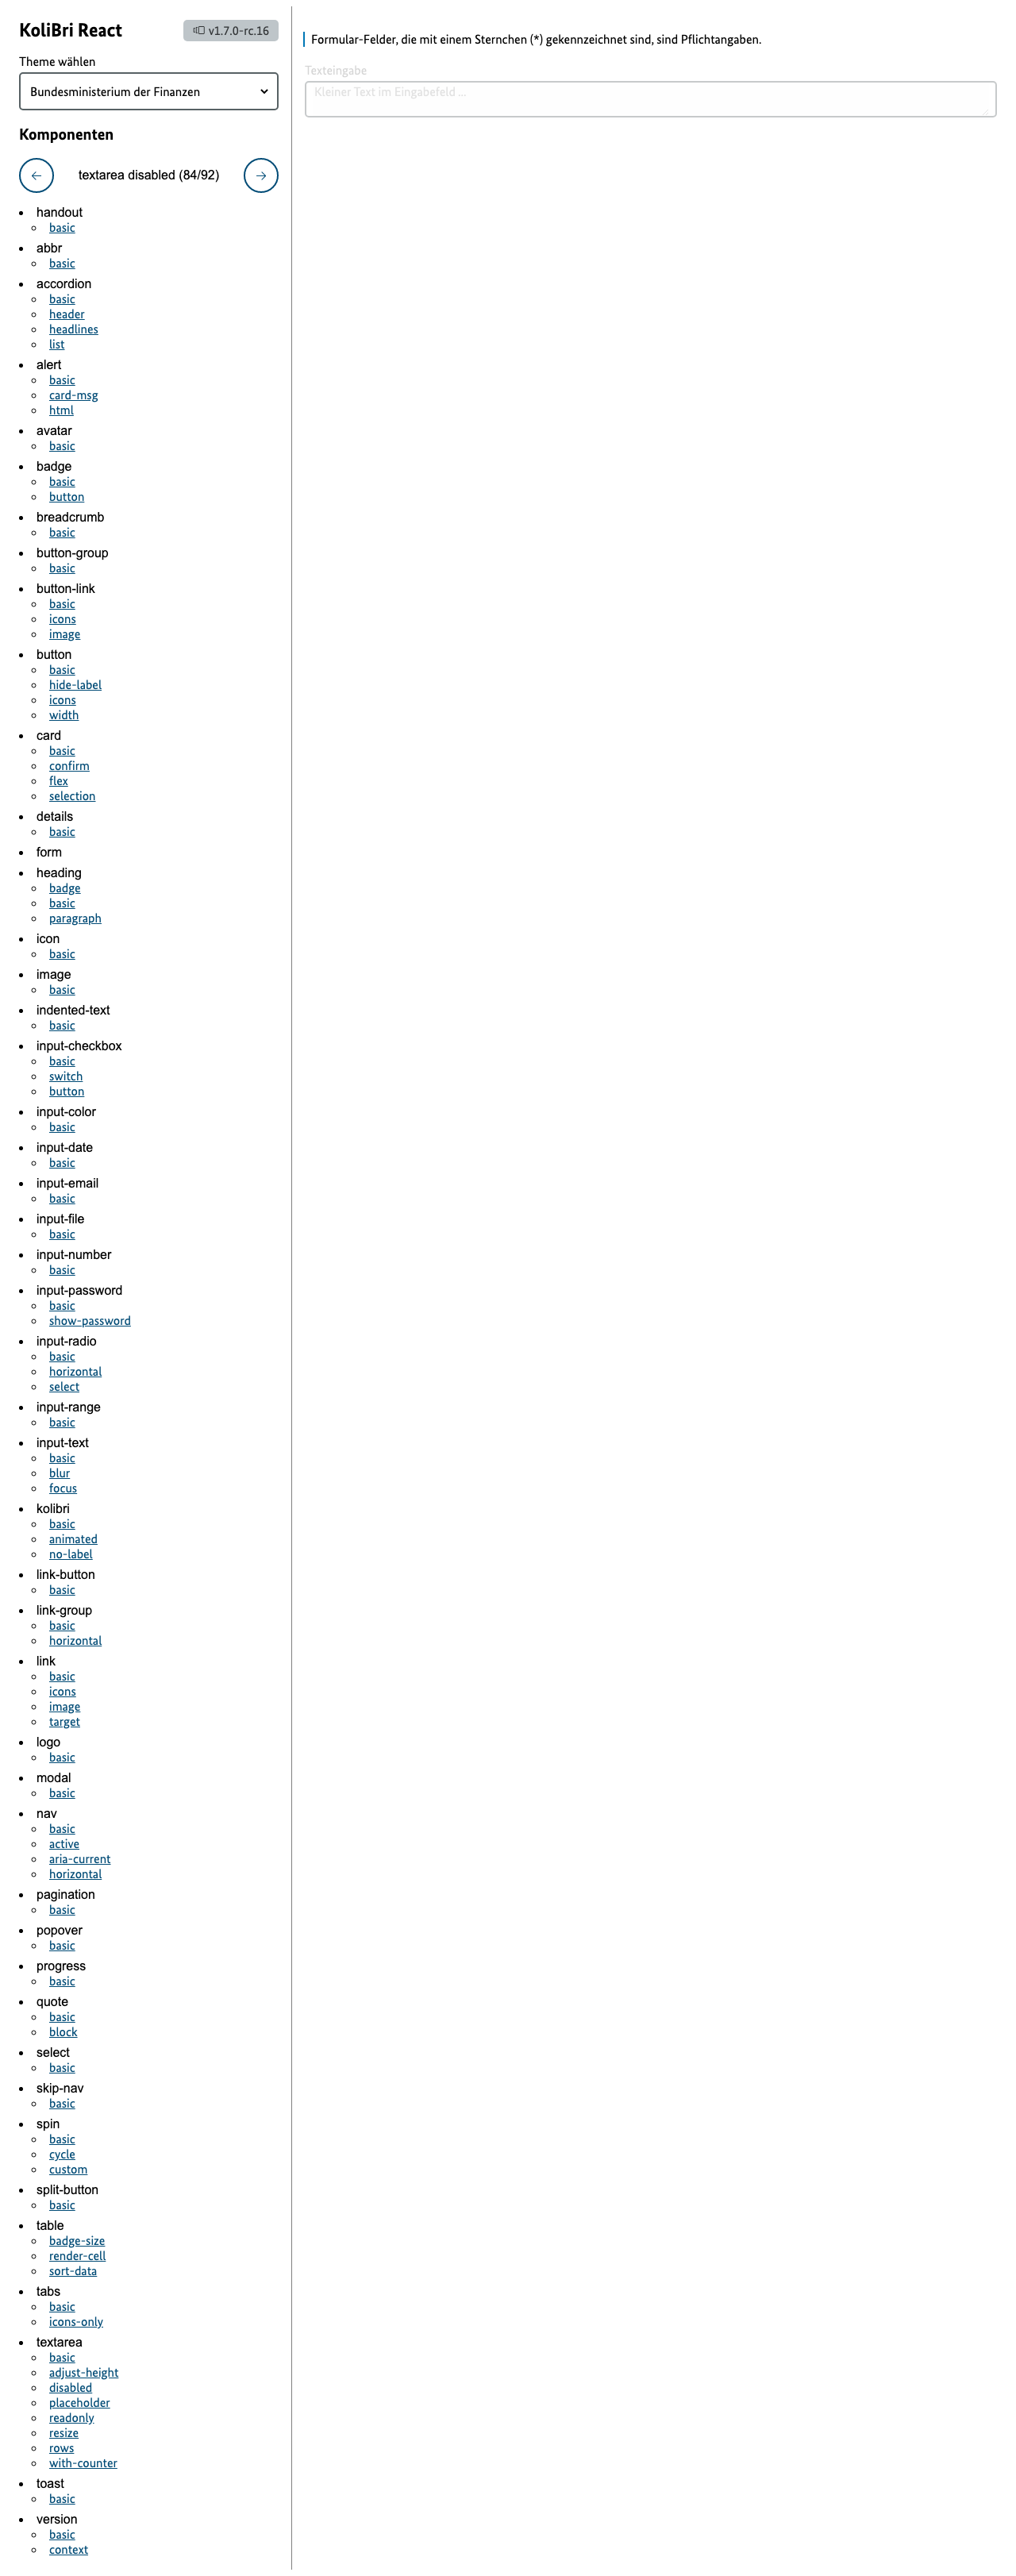 KoliBri React
v1.7.0-rc.16
Theme wählen
Bundesministerium der Finanzen
Komponenten
textarea disabled (84/92)
handout
basic
abbr
basic
accordion
basic
header
headlines
list
alert
basic
card-msg
html
avatar
basic
badge
basic
button
breadcrumb
basic
button-group
basic
button-link
basic
icons
image
button
basic
hide-label
icons
width
card
basic
confirm
flex
selection
details
basic
form
heading
badge
basic
paragraph
icon
basic
image
basic
indented-text
basic
input-checkbox
basic
switch
button
input-color
basic
input-date
basic
input-email
basic
input-file
basic
input-number
basic
input-password
basic
show-password
input-radio
basic
horizontal
select
input-range
basic
input-text
basic
blur
focus
kolibri
basic
animated
no-label
link-button
basic
link-group
basic
horizontal
link
basic
icons
image
target
logo
basic
modal
basic
nav
basic
active
aria-current
horizontal
pagination
basic
popover
basic
progress
basic
quote
basic
block
select
basic
skip-nav
basic
spin
basic
cycle
custom
split-button
basic
table
badge-size
render-cell
sort-data
tabs
basic
icons-only
textarea
basic
adjust-height
disabled
placeholder
readonly
resize
rows
with-counter
toast
basic
version
basic
context
Formular-Felder, die mit einem Sternchen (*) gekennzeichnet sind, sind Pflichtangaben.
Texteingabe
Kleiner Text im Eingabefeld ...